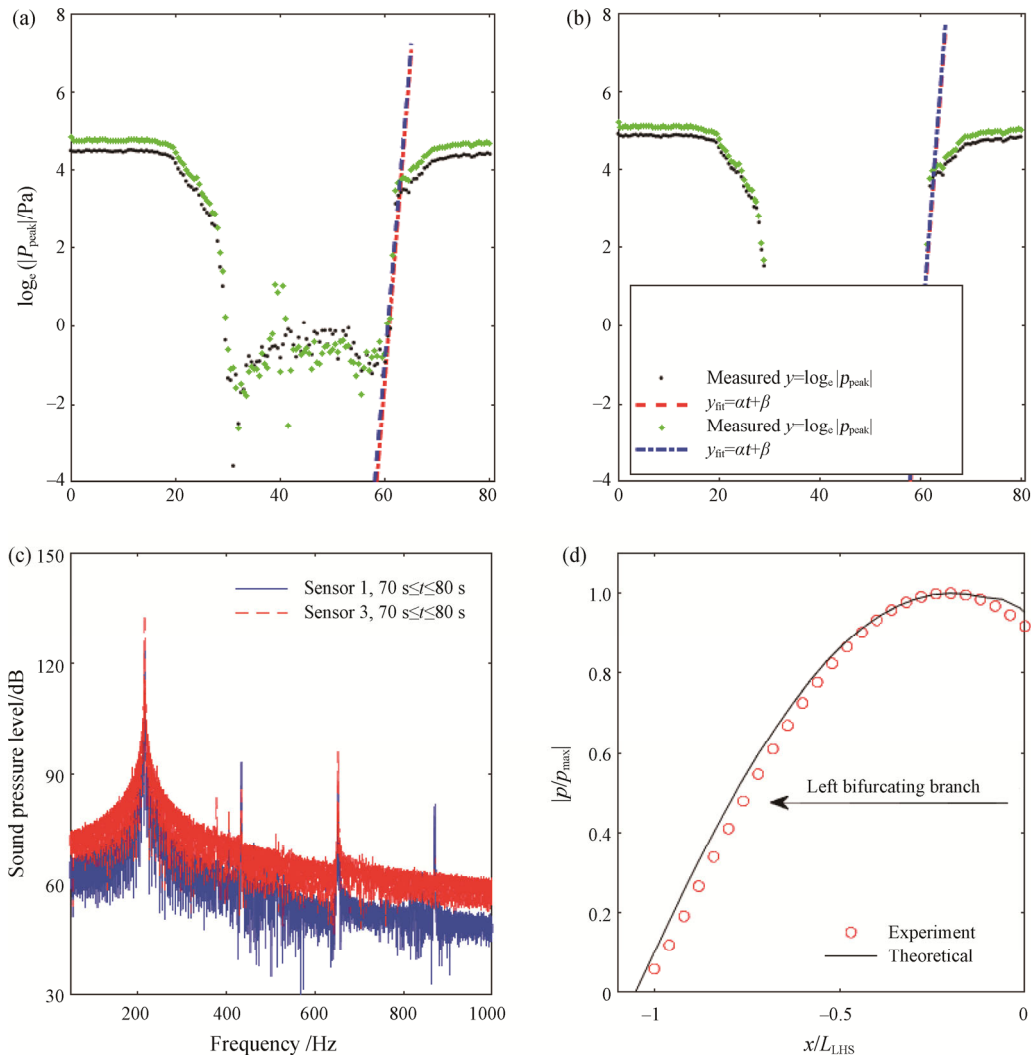 (a)
8
6
4
2
0
−2
−4
0 20 40 60 80
log_e (|P_peak|/Pa)
(b)
8
6
4
2
0
−2
−4
0 20 40 60 80
Measured y=log_e |p_peak|
y_fit=αt+β
Measured y=log_e |p_peak|
y_fit=αt+β
(c)
150
120
90
60
30
200 400 600 800 1000
Sound pressure level/dB
Frequency /Hz
Sensor 1, 70 s≤t≤80 s
Sensor 3, 70 s≤t≤80 s
(d)
1.0
0.8
0.6
0.4
0.2
0
−1 −0.5 0
|p/p_max|
x/L_LHS
Left bifurcating branch
Experiment
Theoretical